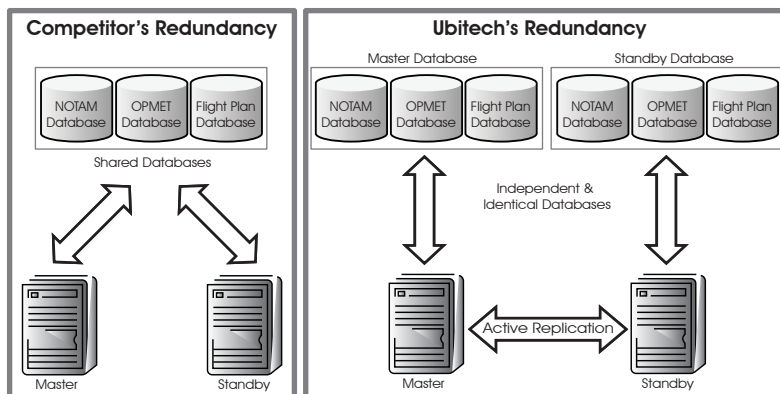 Competitor's Redundancy
NOTAM
Database
OPMET
Database
Flight Plan
Database
Shared Databases
Master
Standby
Ubitech's Redundancy
Master Database
Standby Database
NOTAM
Database
OPMET
Database
Flight Plan
Database
NOTAM
Database
OPMET
Database
Flight Plan
Database
Independent &
Identical Databases
Active Replication
Master
Standby